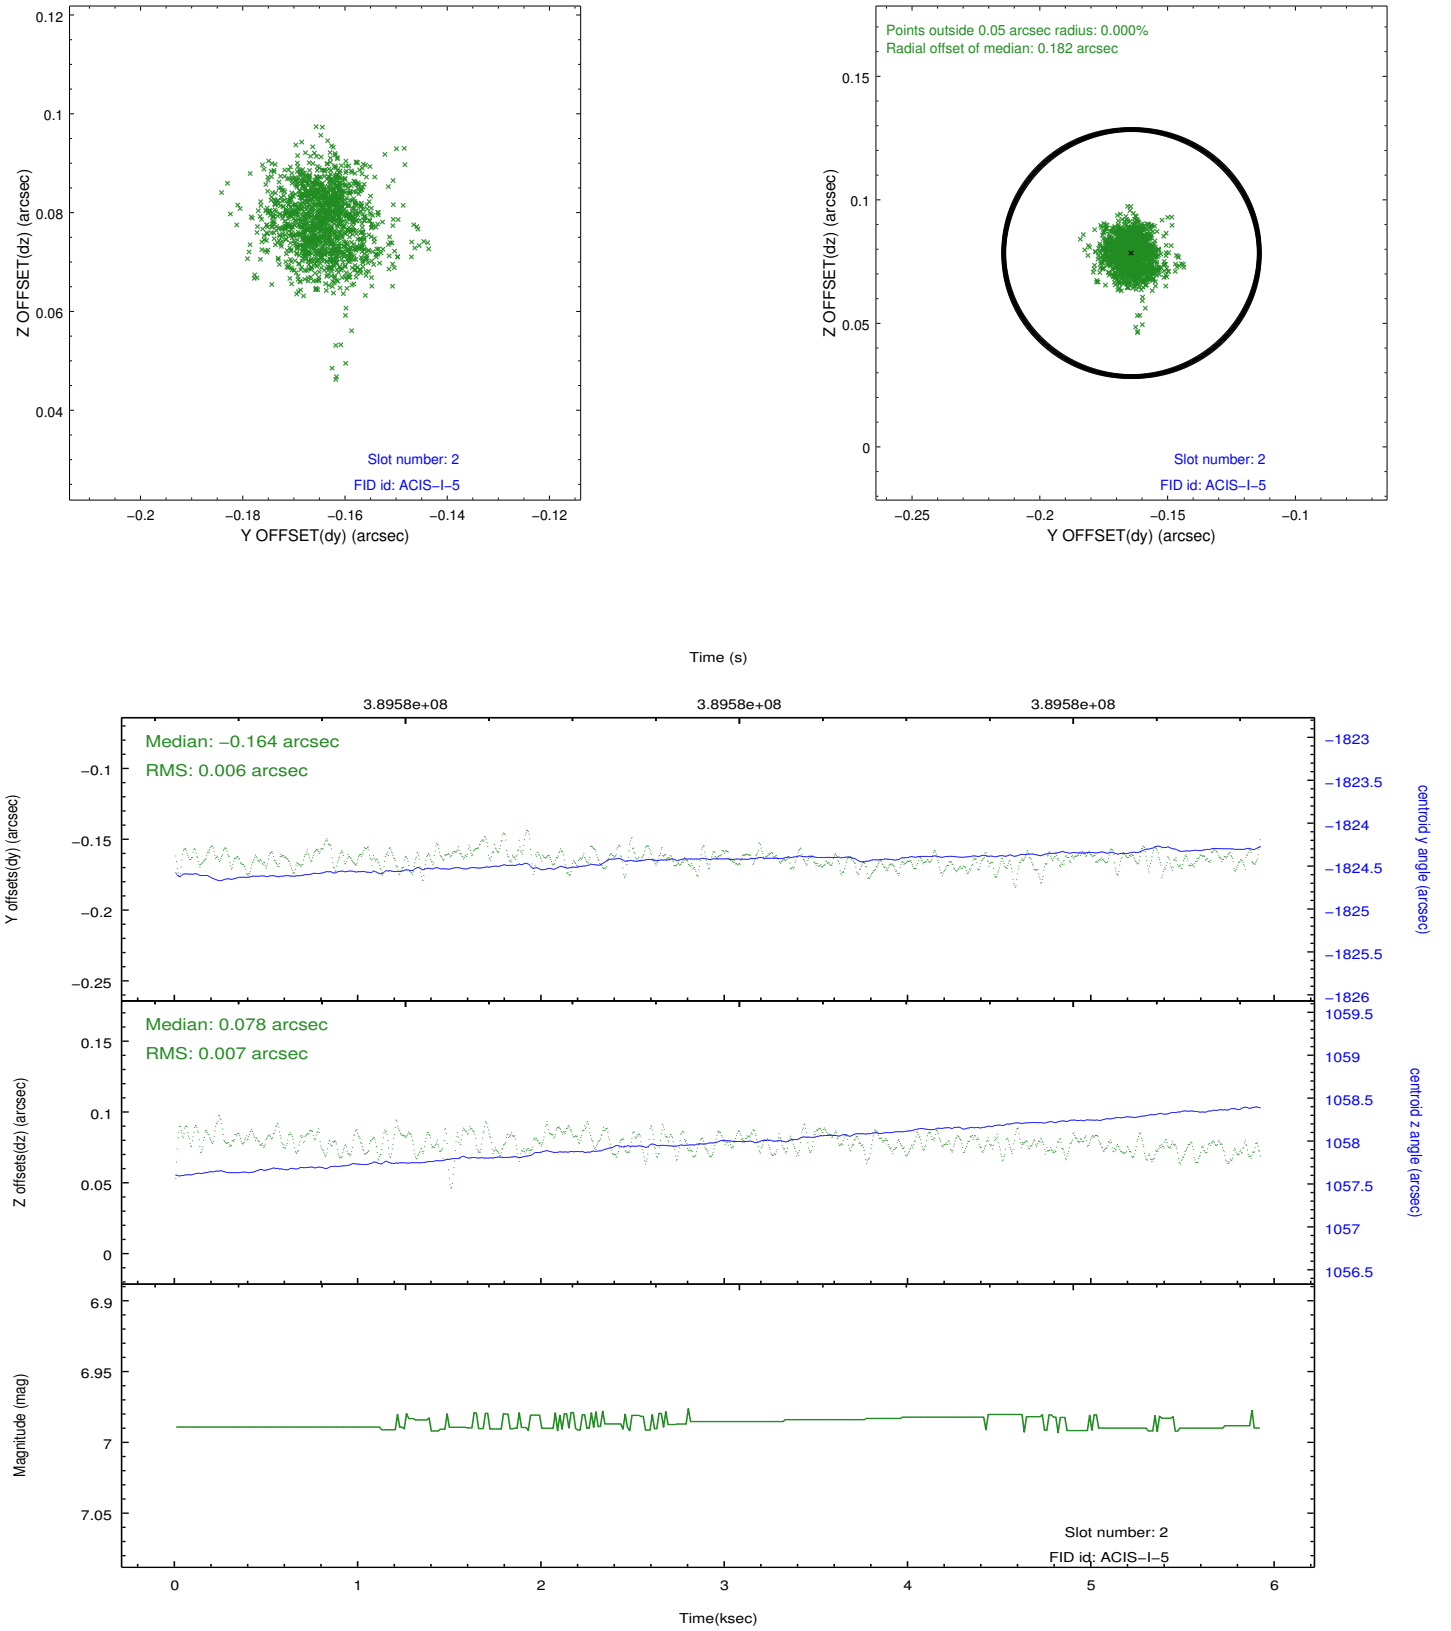 0.12
0.1
0.08
0.06
0.04
Z OFFSET(dz) (arcsec)
Slot number: 2
FID id: ACIS−I−5
−0.2
−0.18
−0.16
−0.14
−0.12
Y OFFSET(dy) (arcsec)
Points outside 0.05 arcsec radius: 0.000%
Radial offset of median: 0.182 arcsec
0.15
0.1
0.05
0
Z OFFSET(dz) (arcsec)
Slot number: 2
FID id: ACIS−I−5
−0.25
−0.2
−0.15
−0.1
Y OFFSET(dy) (arcsec)
Time (s)
3.8958e+08
3.8958e+08
3.8958e+08
Median: −0.164 arcsec
RMS: 0.006 arcsec
−0.1
−0.15
−0.2
−0.25
Y offsets(dy) (arcsec)
−1823
−1823.5
−1824
−1824.5
−1825
−1825.5
−1826
centroid y angle (arcsec)
Median: 0.078 arcsec
RMS: 0.007 arcsec
0.15
0.1
0.05
0
Z offsets(dz) (arcsec)
1059.5
1059
1058.5
1058
1057.5
1057
1056.5
centroid z angle (arcsec)
6.9
6.95
7
7.05
Magnitude (mag)
Slot number: 2
FID id: ACIS−I−5
0
1
2
3
4
5
6
Time(ksec)